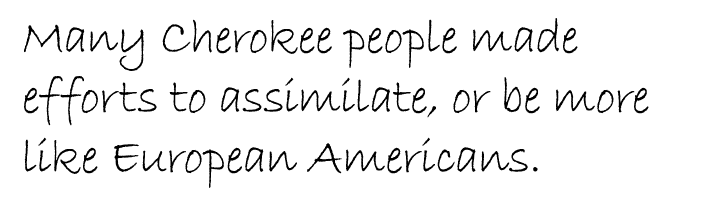 Many Cherokee people made
efforts to assimilate, or be more
like European Americans.